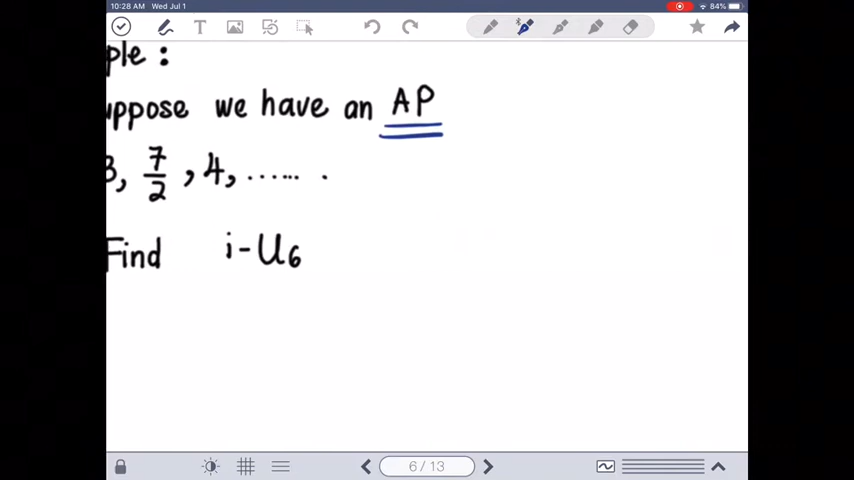 10:28 AM Wed Jul 1 84%
T
ple :
uppose we have an AP
3, 7/2, 4, ...... .
Find i-U6
6 / 13